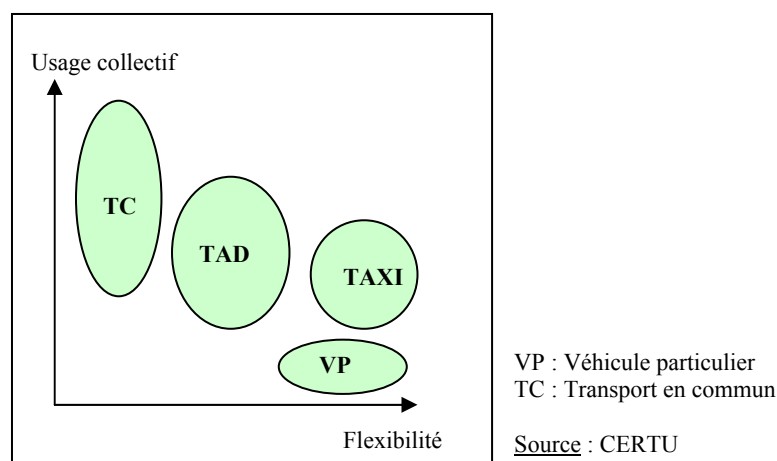 Usage collectif
TC
TAD
TAXI
VP
Flexibilité
VP : Véhicule particulier
TC : Transport en commun
Source : CERTU